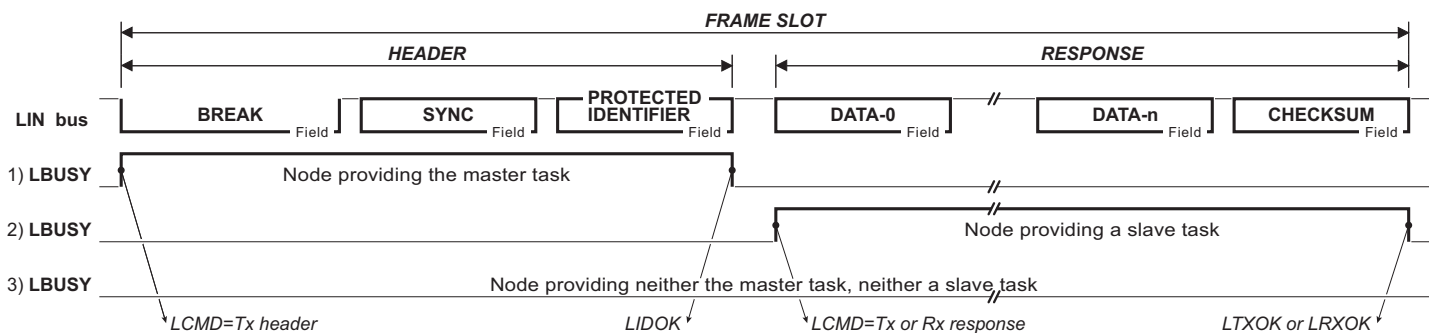 FRAME SLOT
HEADER
RESPONSE
LIN bus
BREAK
Field
SYNC
Field
PROTECTED
IDENTIFIER
Field
DATA-0
Field
DATA-n
Field
CHECKSUM
Field
1) LBUSY
Node providing the master task
2) LBUSY
Node providing a slave task
3) LBUSY
Node providing neither the master task, neither a slave task
LCMD=Tx header
LIDOK
LCMD=Tx or Rx response
LTXOK or LRXOK